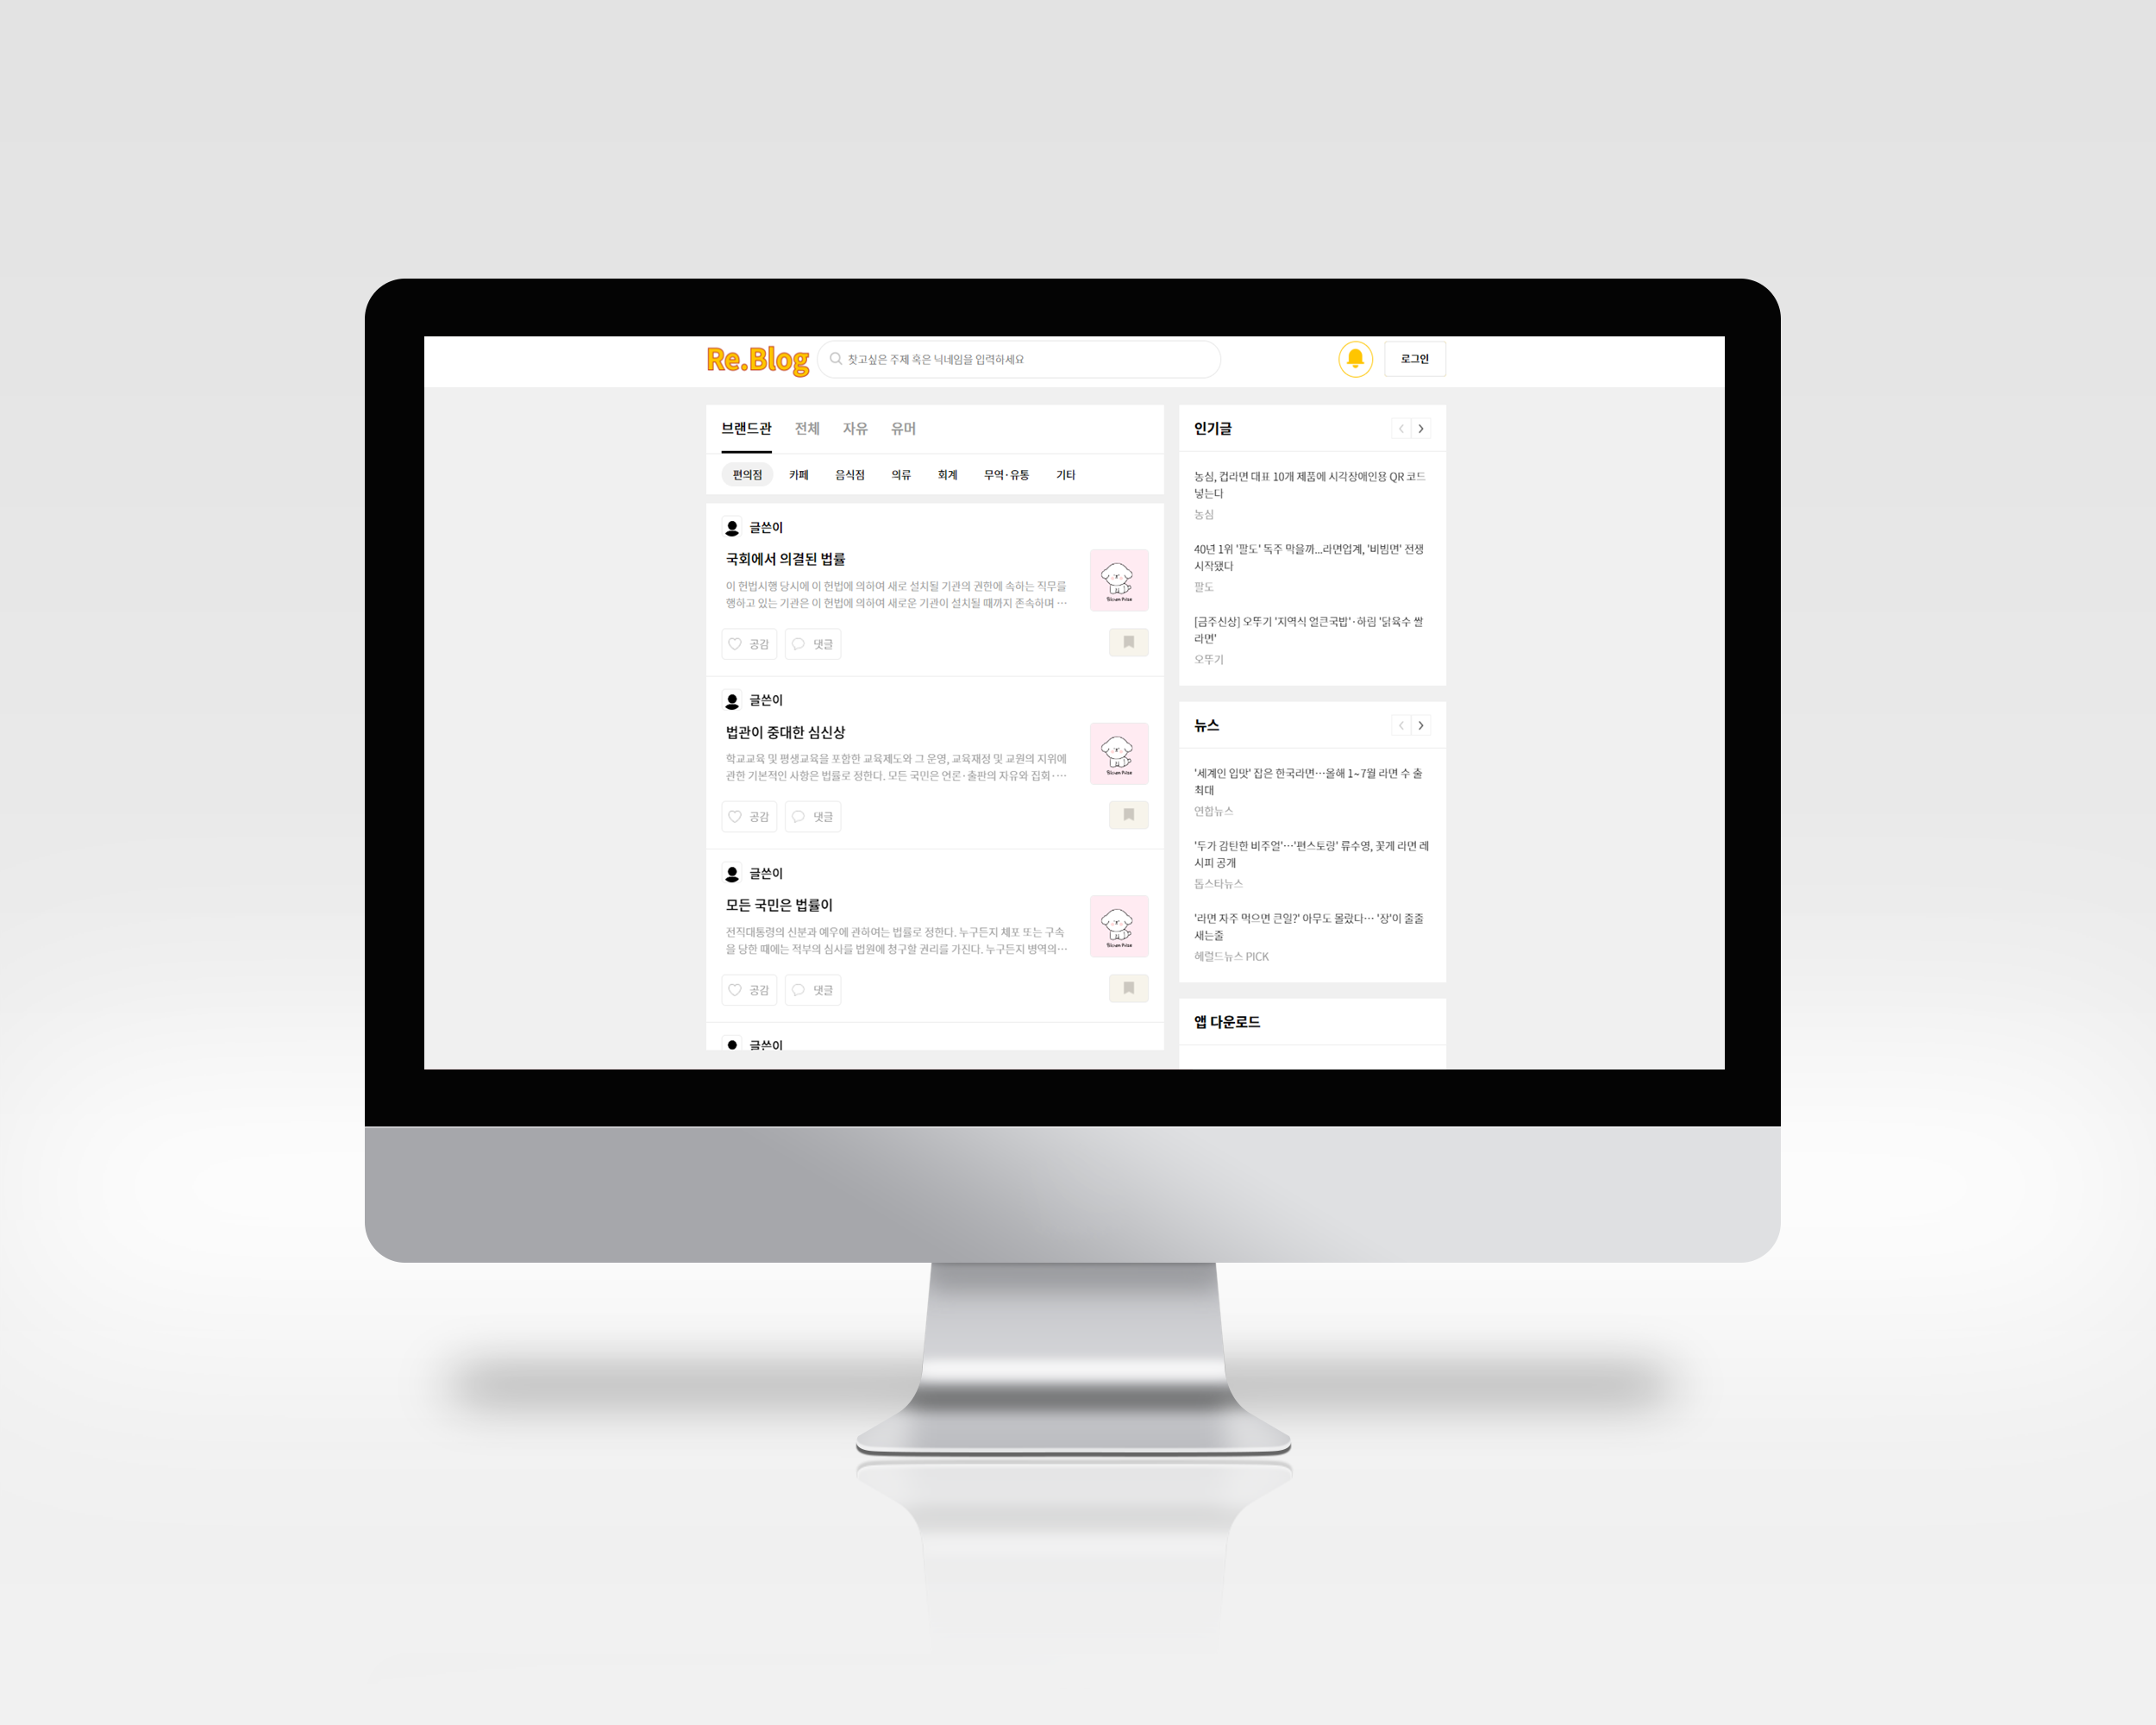 Re.Blog
찾고싶은 주제 혹은 닉네임을 입력하세요
로그인
브랜드관 전체 자유 유머
편의점 카페 음식점 의류 회계 무역·유통 기타
글쓴이
국회에서 의결된 법률
이 헌법시행 당시에 이 헌법에 의하여 새로 설치될 기관의 권한에 속하는 직무를
행하고 있는 기관은 이 헌법에 의하여 새로운 기관이 설치될 때까지 존속하며 …
공감 댓글
글쓴이
법관이 중대한 심신상
학교교육 및 평생교육을 포함한 교육제도와 그 운영, 교육재정 및 교원의 지위에
관한 기본적인 사항은 법률로 정한다. 모든 국민은 언론·출판의 자유와 집회·…
공감 댓글
글쓴이
모든 국민은 법률이
전직대통령의 신분과 예우에 관하여는 법률로 정한다. 누구든지 체포 또는 구속
을 당한 때에는 적부의 심사를 법원에 청구할 권리를 가진다. 누구든지 병역의…
공감 댓글
글쓴이
인기글
농심, 컵라면 대표 10개 제품에 시각장애인용 QR 코드
넣는다
농심
40년 1위 '팔도' 독주 막을까...라면업계, '비빔면' 전쟁
시작됐다
팔도
[금주신상] 오뚜기 '지역식 얼큰국밥'·하림 '닭육수 쌀
라면'
오뚜기
뉴스
'세계인 입맛' 잡은 한국라면…올해 1~7월 라면 수 출
최대
연합뉴스
'두가 감탄한 비주얼'…'편스토랑' 류수영, 꽃게 라면 레
시피 공개
톱스타뉴스
'라면 자주 먹으면 큰일?' 아무도 몰랐다… '장'이 줄줄
새는줄
헤럴드뉴스 PICK
앱 다운로드